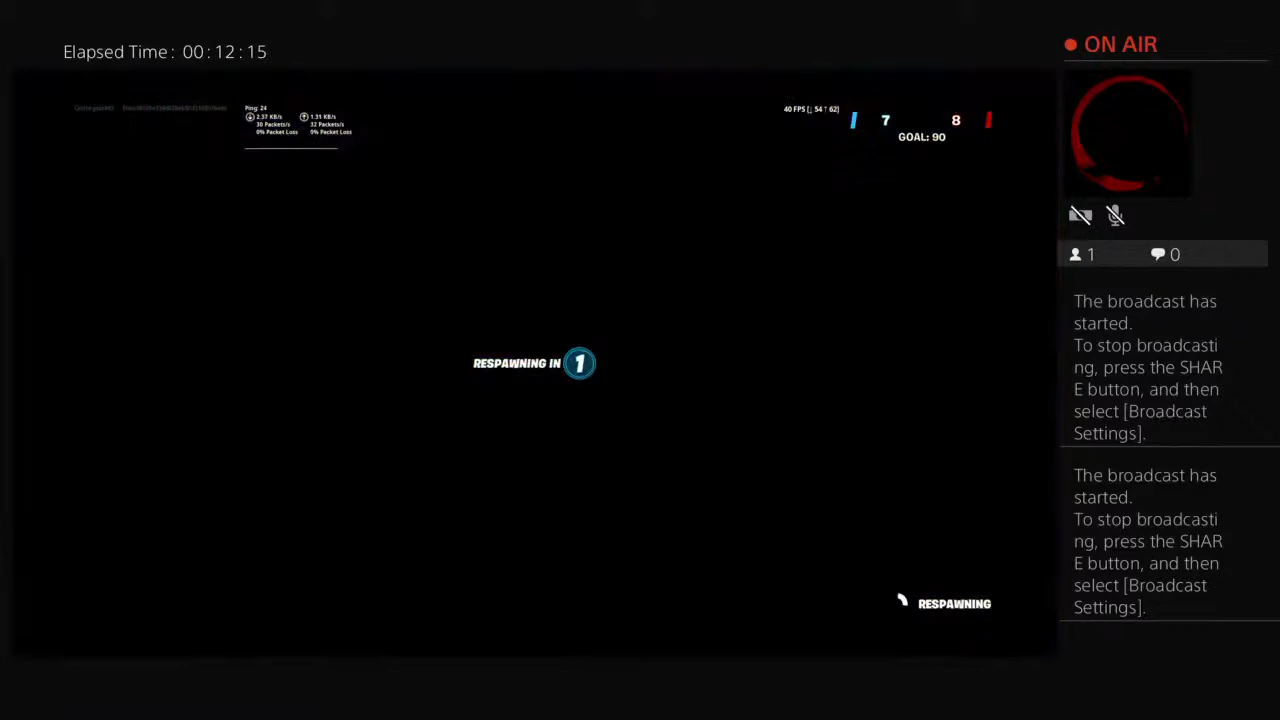 Elapsed Time: 00:12:15
ON AIR
Ping: 24
2.37 KB/s 1.31 KB/s
30 Packets/s 32 Packets/s
0% Packet Loss 0% Packet Loss
40 FPS [↓ 54 ↑ 62]
7 8
GOAL: 90
1 0
The broadcast has
started.
To stop broadcasti
ng, press the SHAR
E button, and then
select [Broadcast
Settings].
RESPAWNING IN 1
The broadcast has
started.
To stop broadcasti
ng, press the SHAR
E button, and then
select [Broadcast
Settings].
RESPAWNING